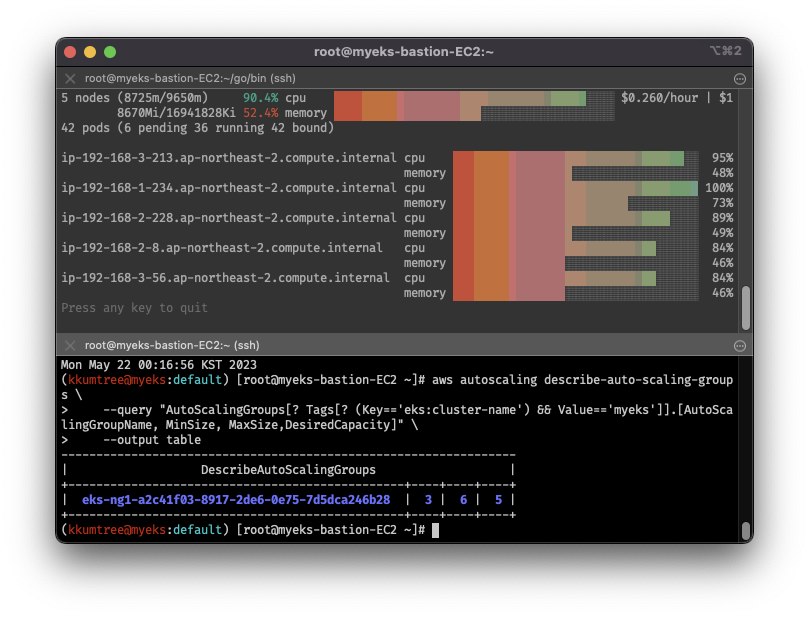 root@myeks-bastion-EC2:~
⌥⌘2
root@myeks-bastion-EC2:~/go/bin (ssh)
5 nodes (8725m/9650m) 90.4% cpu $0.260/hour | $1
8670Mi/16941828Ki 52.4% memory
42 pods (6 pending 36 running 42 bound)
ip-192-168-3-213.ap-northeast-2.compute.internal cpu 95%
memory 48%
ip-192-168-1-234.ap-northeast-2.compute.internal cpu 100%
memory 73%
ip-192-168-2-228.ap-northeast-2.compute.internal cpu 89%
memory 49%
ip-192-168-2-8.ap-northeast-2.compute.internal cpu 84%
memory 46%
ip-192-168-3-56.ap-northeast-2.compute.internal cpu 84%
memory 46%
Press any key to quit
root@myeks-bastion-EC2:~ (ssh)
Mon May 22 00:16:56 KST 2023
(kkumtree@myeks:default) [root@myeks-bastion-EC2 ~]# aws autoscaling describe-auto-scaling-group
s \
> --query "AutoScalingGroups[? Tags[? (Key=='eks:cluster-name') && Value=='myeks']].[AutoSca
lingGroupName, MinSize, MaxSize,DesiredCapacity]" \
> --output table
-----------------------------------------------------------------
| DescribeAutoScalingGroups |
+------------------------------------------------+----+----+----+
| eks-ng1-a2c41f03-8917-2de6-0e75-7d5dca246b28 | 3 | 6 | 5 |
+------------------------------------------------+----+----+----+
(kkumtree@myeks:default) [root@myeks-bastion-EC2 ~]#